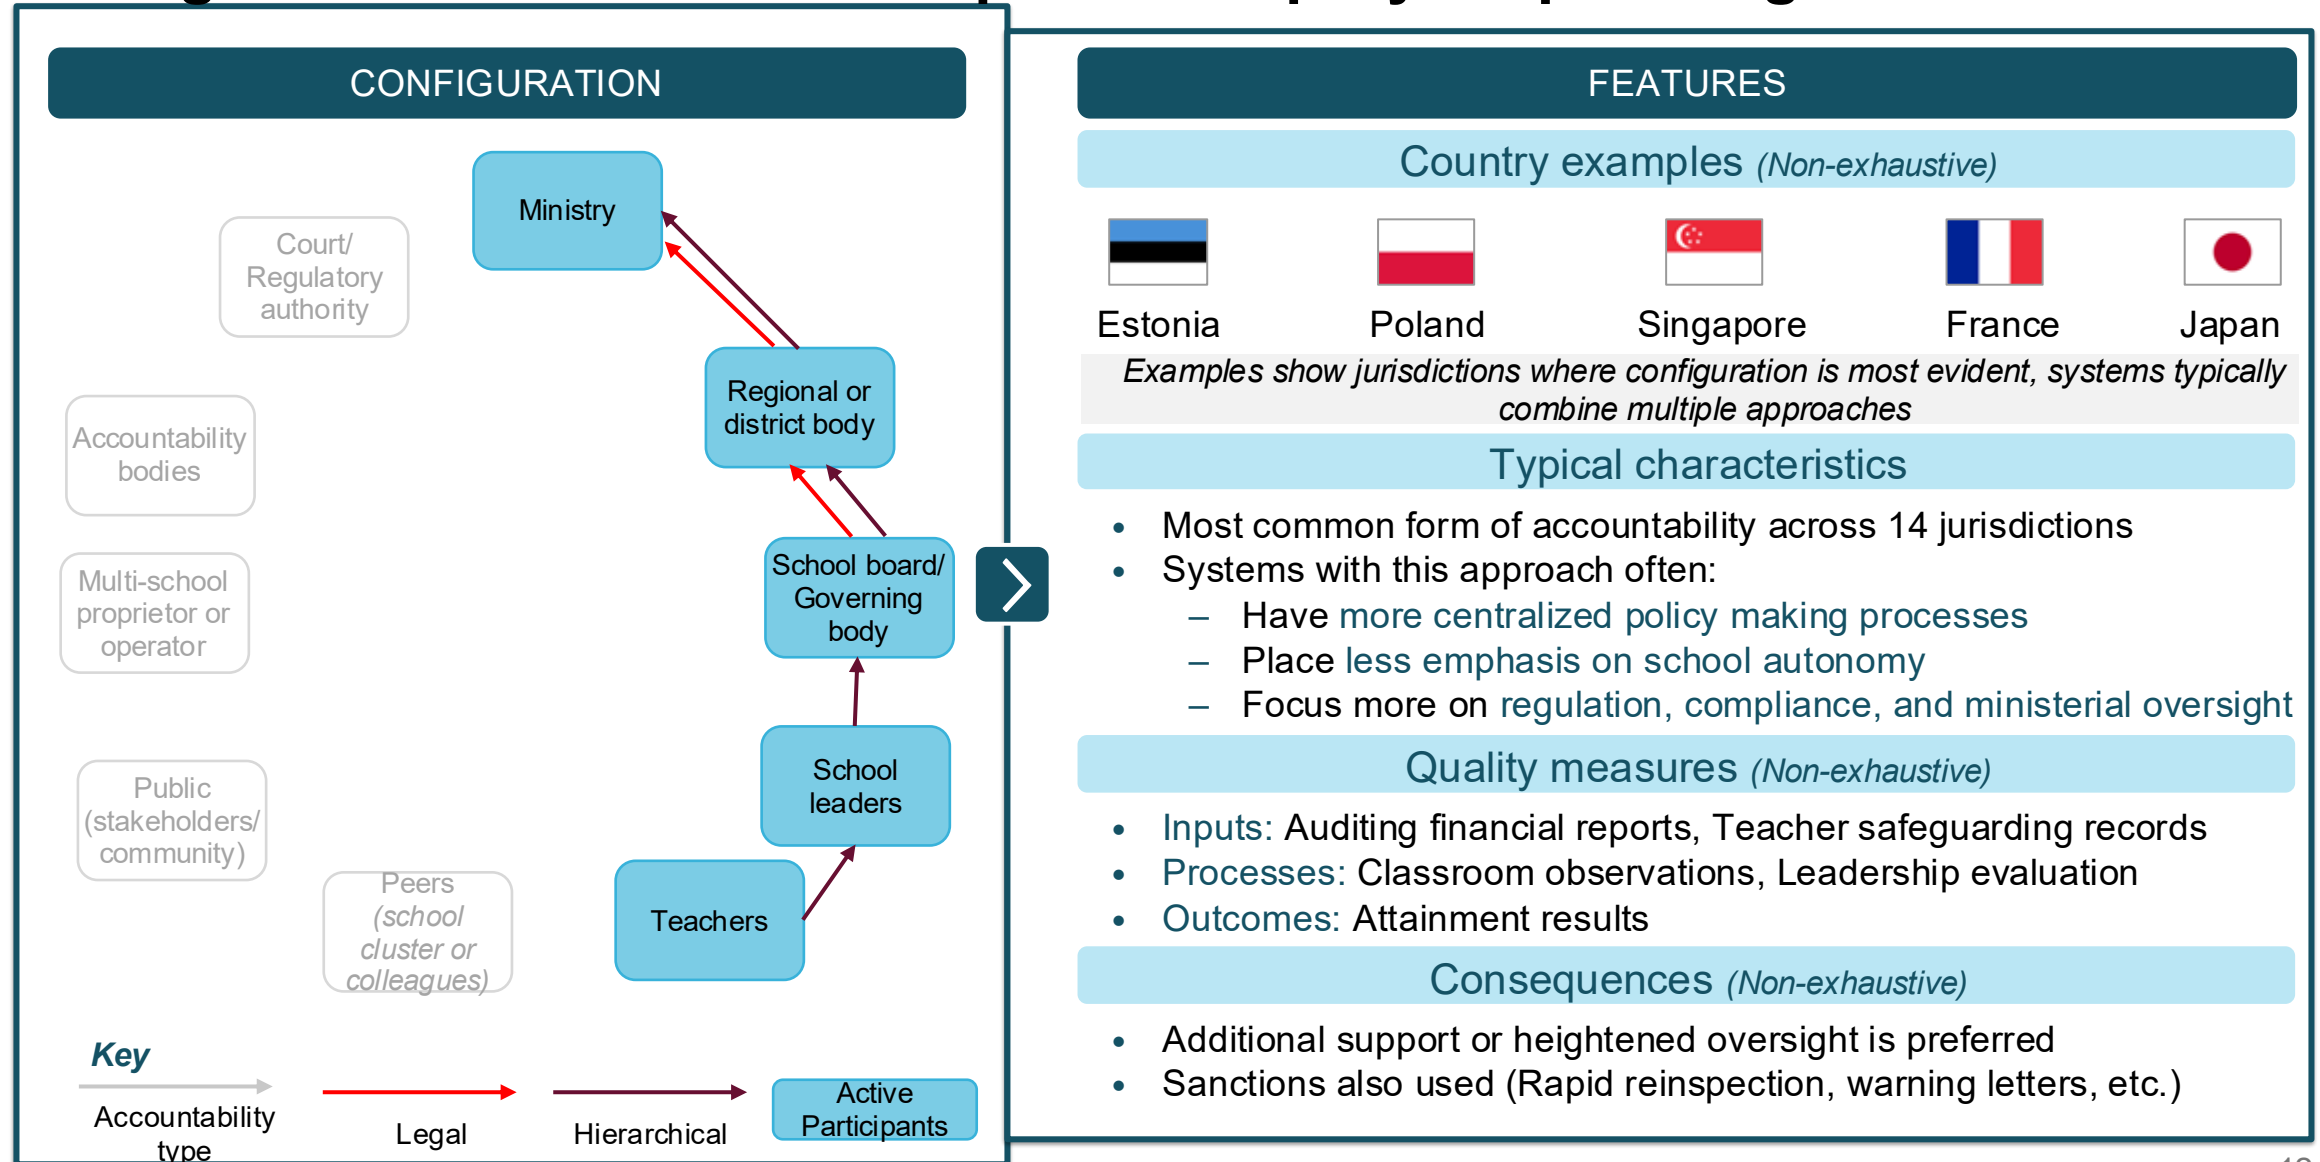 CONFIGURATION
Ministry
Court/
Regulatory
authority
Regional or
district body
Accountability
bodies
School board/
Governing
body
Multi-school
proprietor or
operator
School
leaders
Public
(stakeholders/
community)
Peers
(school
cluster or
colleagues)
Teachers
Key
Accountability
type
Legal
Hierarchical
Active
Participants
FEATURES
Country examples (Non-exhaustive)
Estonia
Poland
Singapore
France
Japan
Examples show jurisdictions where configuration is most evident, systems typically
combine multiple approaches
Typical characteristics
• Most common form of accountability across 14 jurisdictions
• Systems with this approach often:
– Have more centralized policy making processes
– Place less emphasis on school autonomy
– Focus more on regulation, compliance, and ministerial oversight
Quality measures (Non-exhaustive)
• Inputs: Auditing financial reports, Teacher safeguarding records
• Processes: Classroom observations, Leadership evaluation
• Outcomes: Attainment results
Consequences (Non-exhaustive)
• Additional support or heightened oversight is preferred
• Sanctions also used (Rapid reinspection, warning letters, etc.)